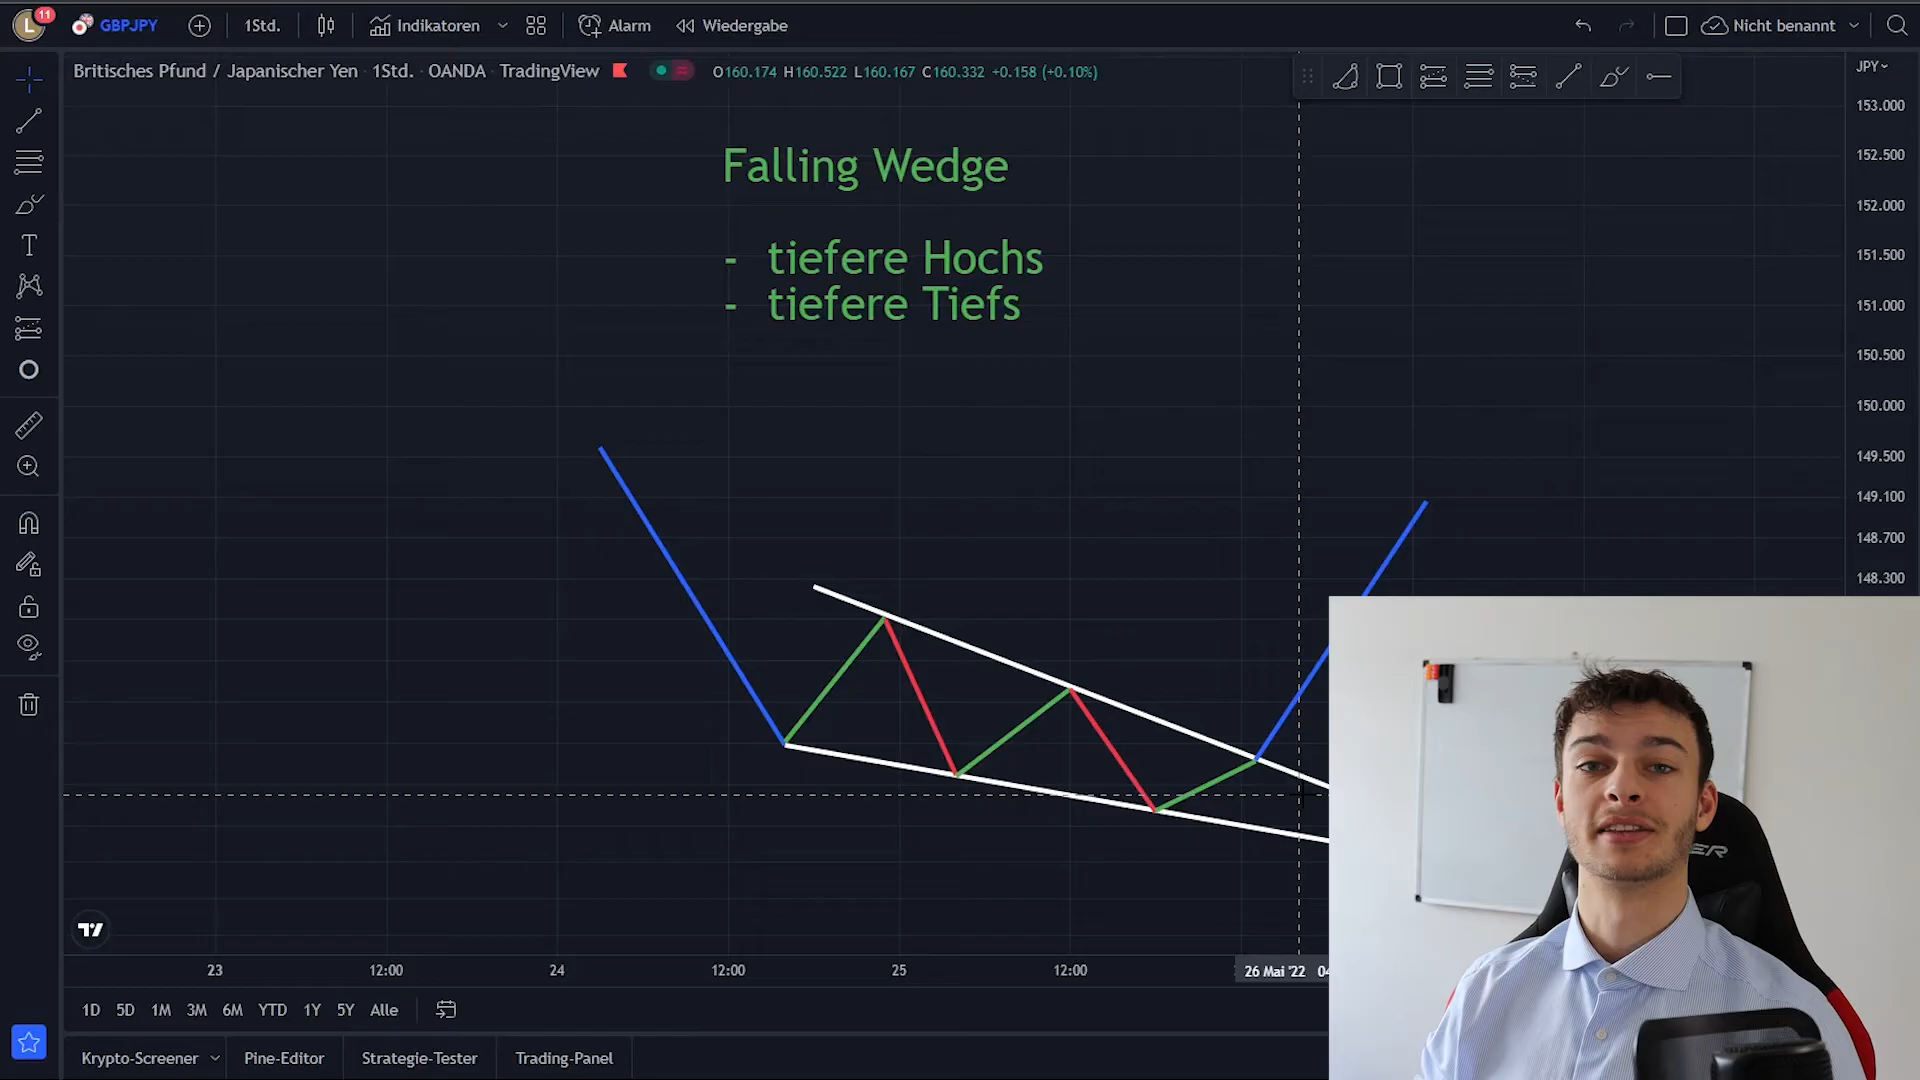 L 11 GBPJPY 1Std. Indikatoren Alarm Wiedergabe Nicht benannt
Britisches Pfund / Japanischer Yen · 1Std. · OANDA · TradingView O160.174 H160.522 L160.167 C160.332 +0.158 (+0.10%)
JPY
153.000
152.500
152.000
151.500
151.000
150.500
150.000
149.500
149.100
148.700
148.300
Falling Wedge
- tiefere Hochs
- tiefere Tiefs
23 12:00 24 12:00 25 12:00 26 Mai '22
1D 5D 1M 3M 6M YTD 1Y 5Y Alle
Krypto-Screener Pine-Editor Strategie-Tester Trading-Panel